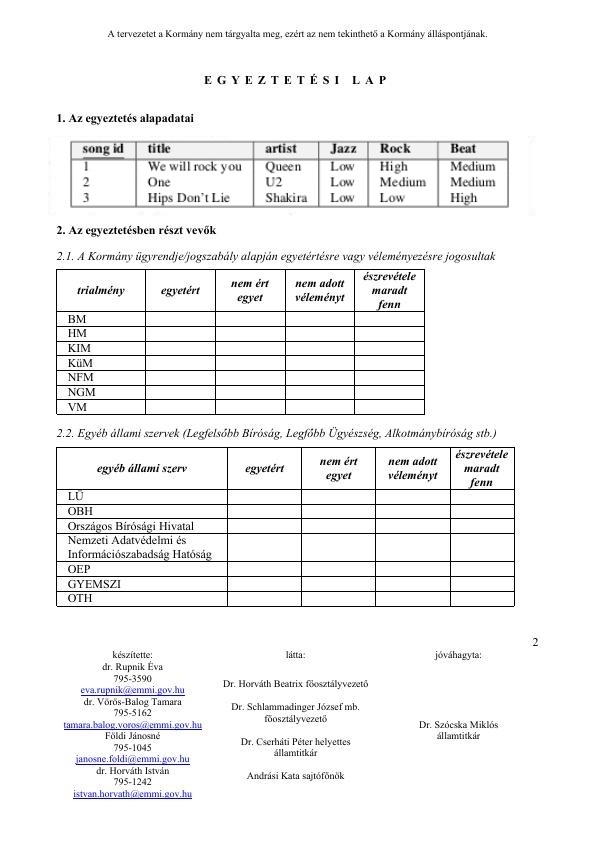 A tervezetet a Kormány nem tárgyalta meg, ezért az nem tekinthető a Kormány álláspontjának.
EGYEZTETÉSI LAP
1. Az egyeztetés alapadatai
song id title artist Jazz Rock Beat
1 We will rock you Queen Low High Medium
2 One U2 Low Medium Medium
3 Hips Don't Lie Shakira Low Low High
2. Az egyeztetésben részt vevők
2.1. A Kormány ügyrendje/jogszabály alapján egyetértésre vagy véleményezésre jogosultak
trialmény egyetért nem ért egyet nem adott véleményt észrevétele maradt fenn
BM
HM
KIM
KüM
NFM
NGM
VM
2.2. Egyéb állami szervek (Legfelsőbb Bíróság, Legfőbb Ügyészség, Alkotmánybíróság stb.)
egyéb állami szerv egyetért nem ért egyet nem adott véleményt észrevétele maradt fenn
LÜ
OBH
Országos Bírósági Hivatal
Nemzeti Adatvédelmi és
Információszabadság Hatóság
OEP
GYEMSZI
OTH
2
készítette:
dr. Rupnik Éva
795-3590
eva.rupnik@emmi.gov.hu
dr. Vörös-Balog Tamara
795-5162
tamara.balog.voros@emmi.gov.hu
Földi Jánosné
795-1045
janosne.foldi@emmi.gov.hu
dr. Horváth István
795-1242
istvan.horvath@emmi.gov.hu
látta:
Dr. Horváth Beatrix főosztályvezető
Dr. Schlammadinger József mb.
főosztályvezető
Dr. Cserháti Péter helyettes
államtitkár
Andrási Kata sajtófőnök
jóváhagyta:
Dr. Szócska Miklós
államtitkár